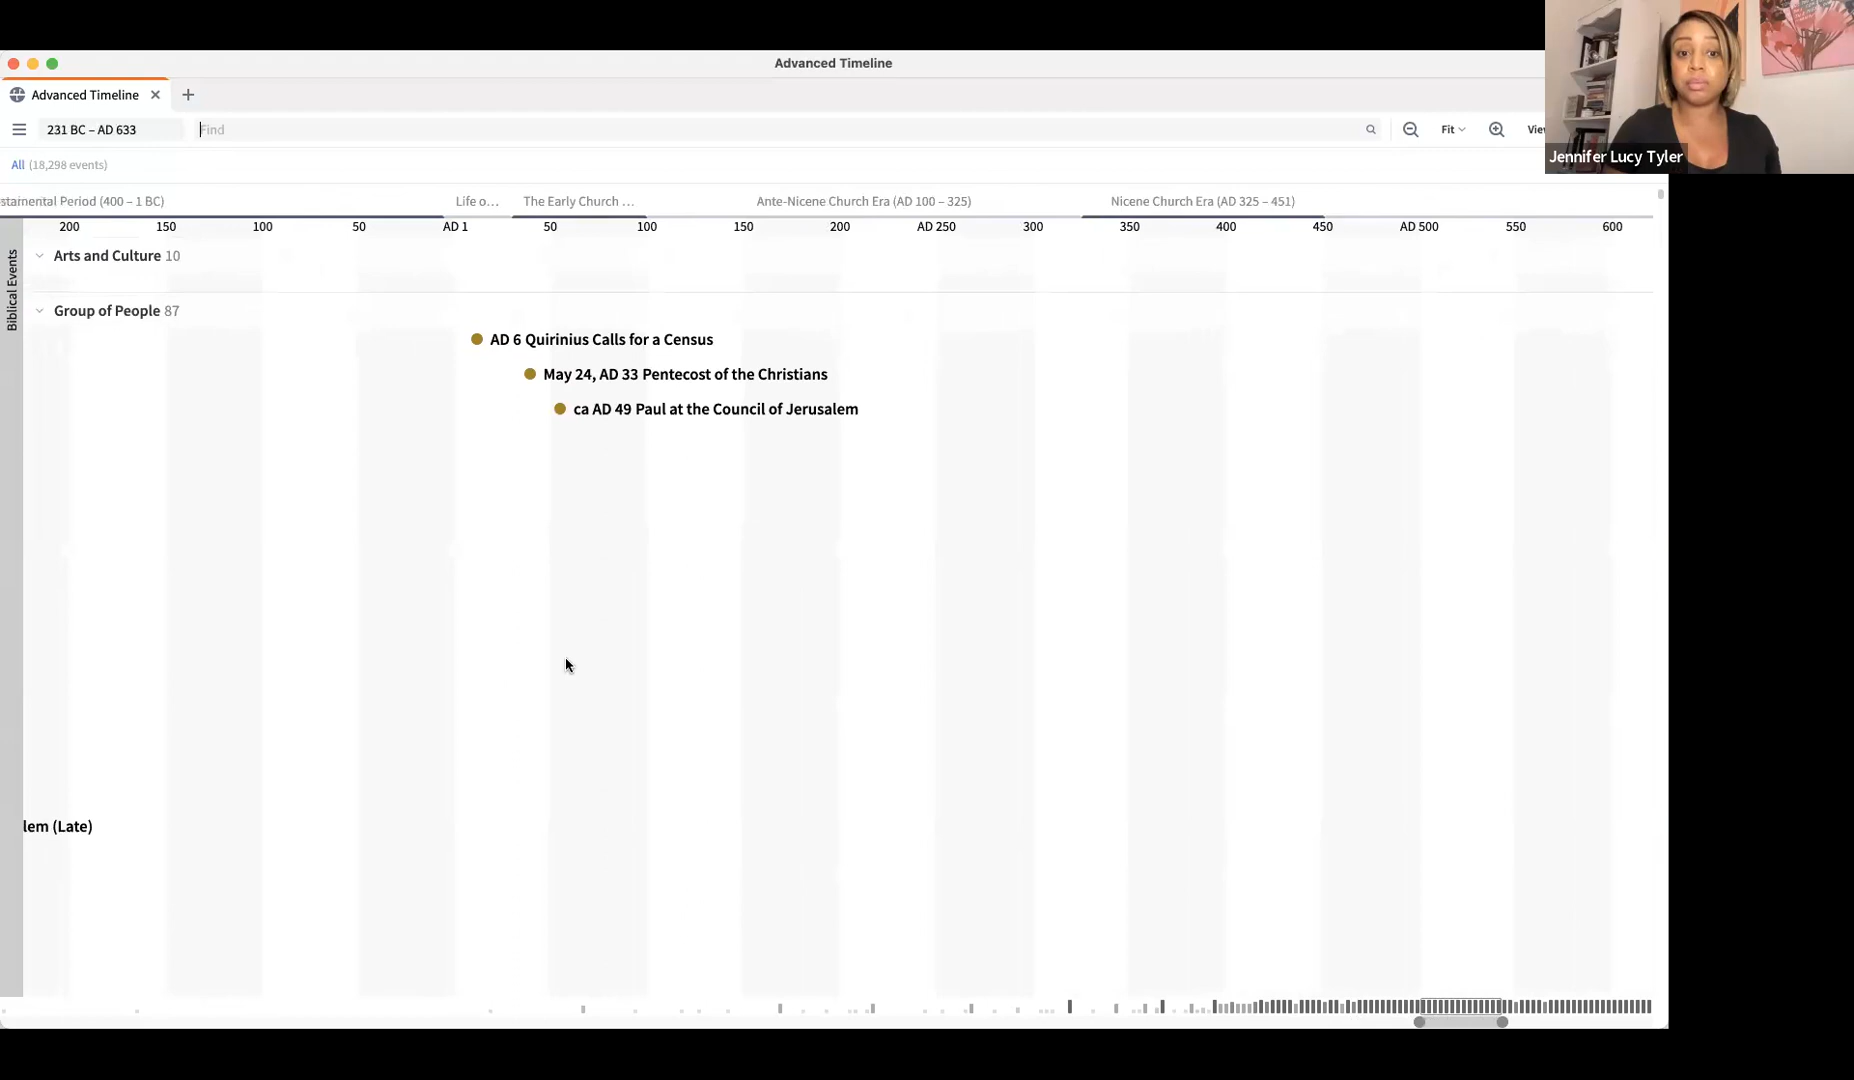 Advanced Timeline
Advanced Timeline
231 BC – AD 633
Find
Fit
Jennifer Lucy Tyler
All (18,298 events)
Period (400 – 1 BC)
Life o…
The Early Church …
Ante-Nicene Church Era (AD 100 – 325)
Nicene Church Era (AD 325 – 451)
200 150 100 50 AD 1 50 100 150 200 AD 250 300 350 400 450 AD 500 550 600
Biblical Events
Arts and Culture 10
Group of People 87
AD 6 Quirinius Calls for a Census
May 24, AD 33 Pentecost of the Christians
ca AD 49 Paul at the Council of Jerusalem
lem (Late)